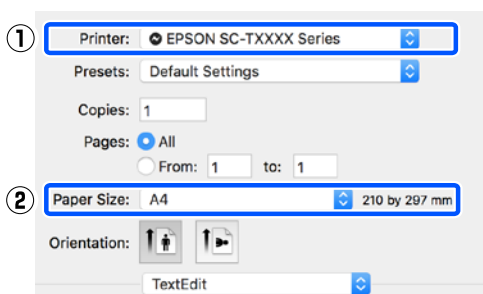 ① Printer: EPSON SC-TXXXX Series
Presets: Default Settings
Copies: 1
Pages: All
From: 1 to: 1
② Paper Size: A4 210 by 297 mm
Orientation:
TextEdit